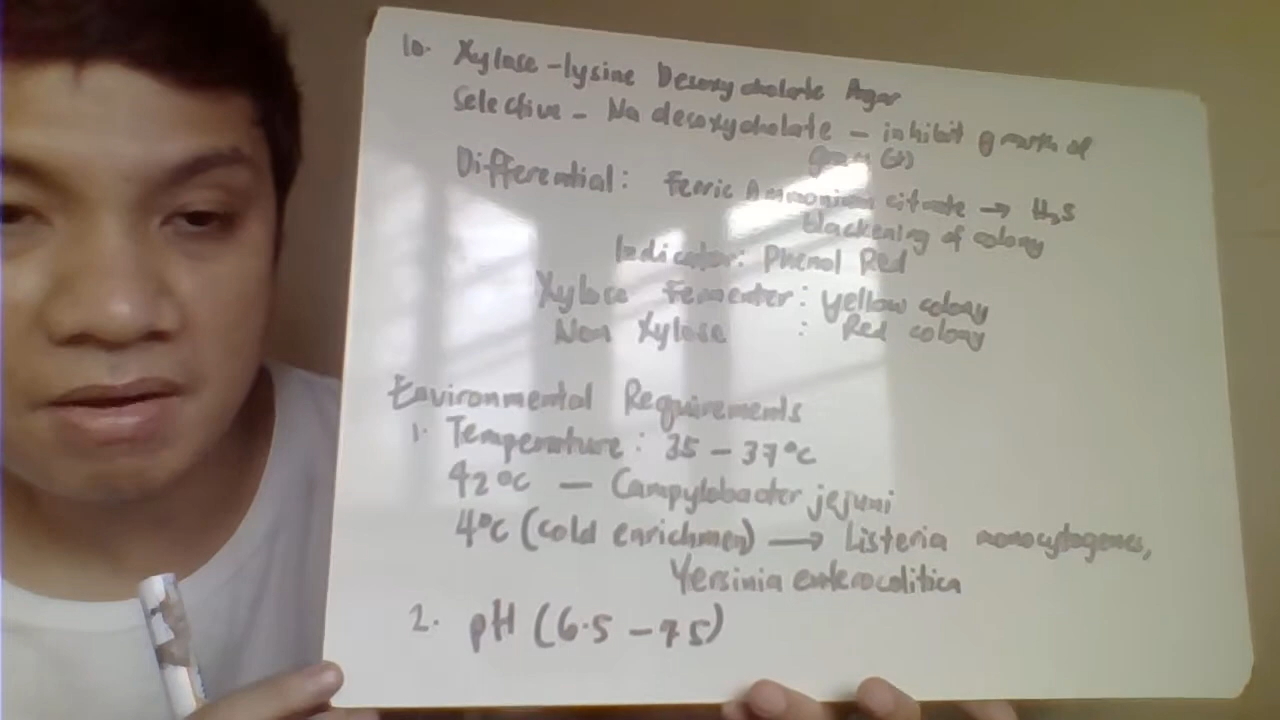 10. Xylose-lysine Desoxycholate Agar
Selective - Na desoxycholate - inhibit growth of
gram (+)
Differential: Ferric Ammonium citrate → H2S
blackening of colony
Indicator: Phenol Red
Xylose Fermenter: yellow colony
Non Xylose : Red colony
Environmental Requirements
1. Temperature: 35 - 37°C
42°C — Campylobacter jejuni
4°C (cold enrichmen) → Listeria monocytogenes,
Yersinia enterocolitica
2. pH (6.5 - 7.5)